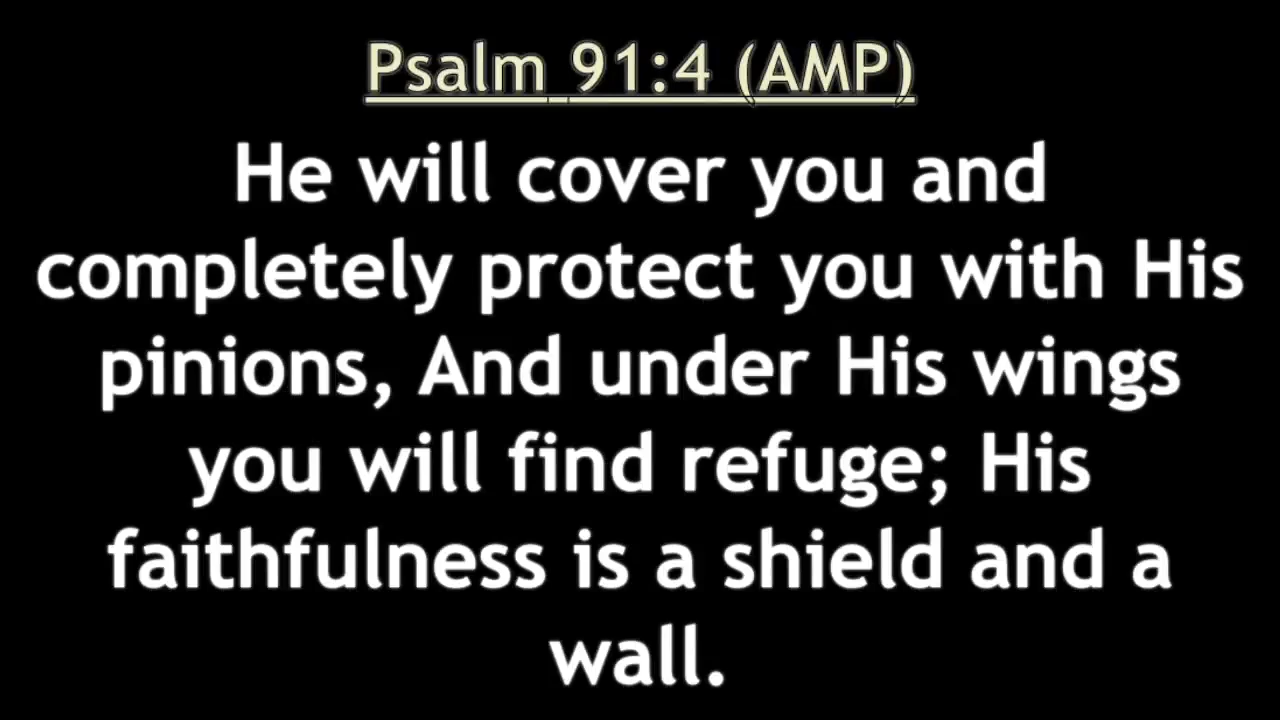 Psalm 91:4 (AMP)
He will cover you and
completely protect you with His
pinions, And under His wings
you will find refuge; His
faithfulness is a shield and a
wall.